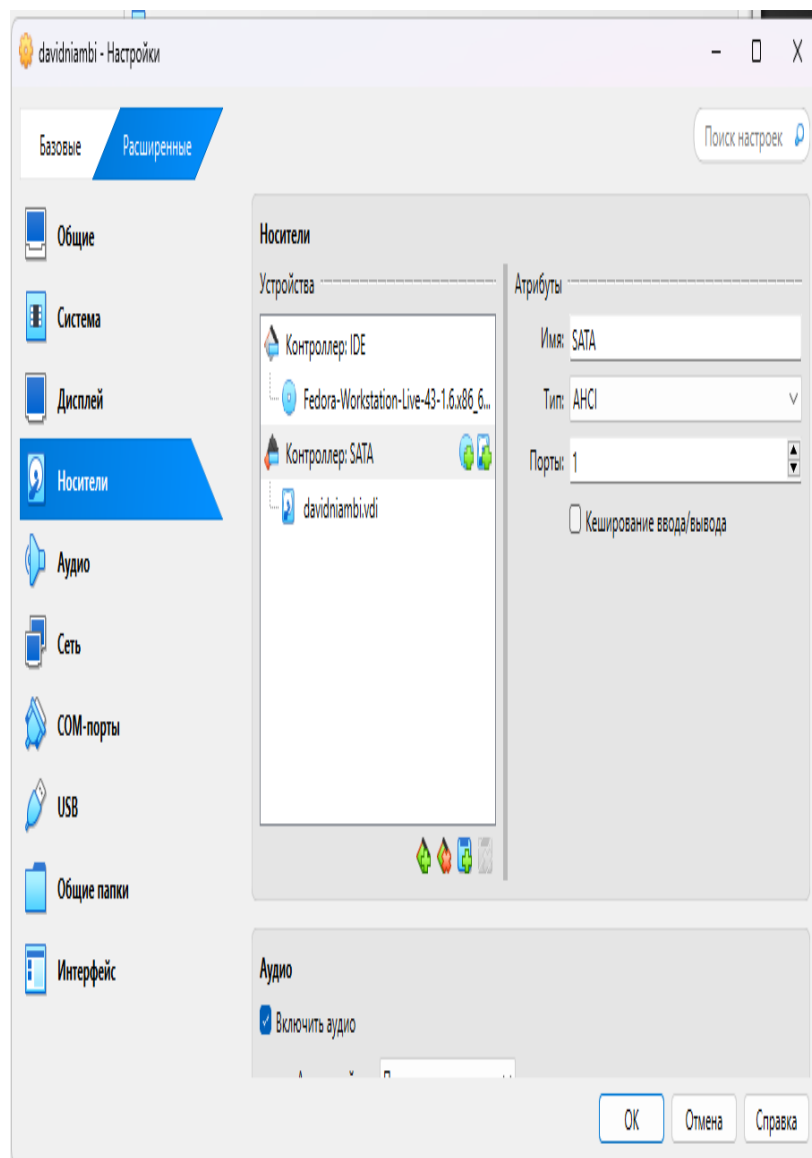 davidniambi - Настройки
Базовые
Расширенные
Поиск настроек
Общие
Система
Дисплей
Носители
Аудио
Сеть
COM-порты
USB
Общие папки
Интерфейс
Носители
Устройства
Контроллер: IDE
Fedora-Workstation-Live-43-1.6.x86_6...
Контроллер: SATA
davidniambi.vdi
Атрибуты
Имя: SATA
Тип: AHCI
Порты: 1
Кеширование ввода/вывода
Аудио
Включить аудио
OK
Отмена
Справка